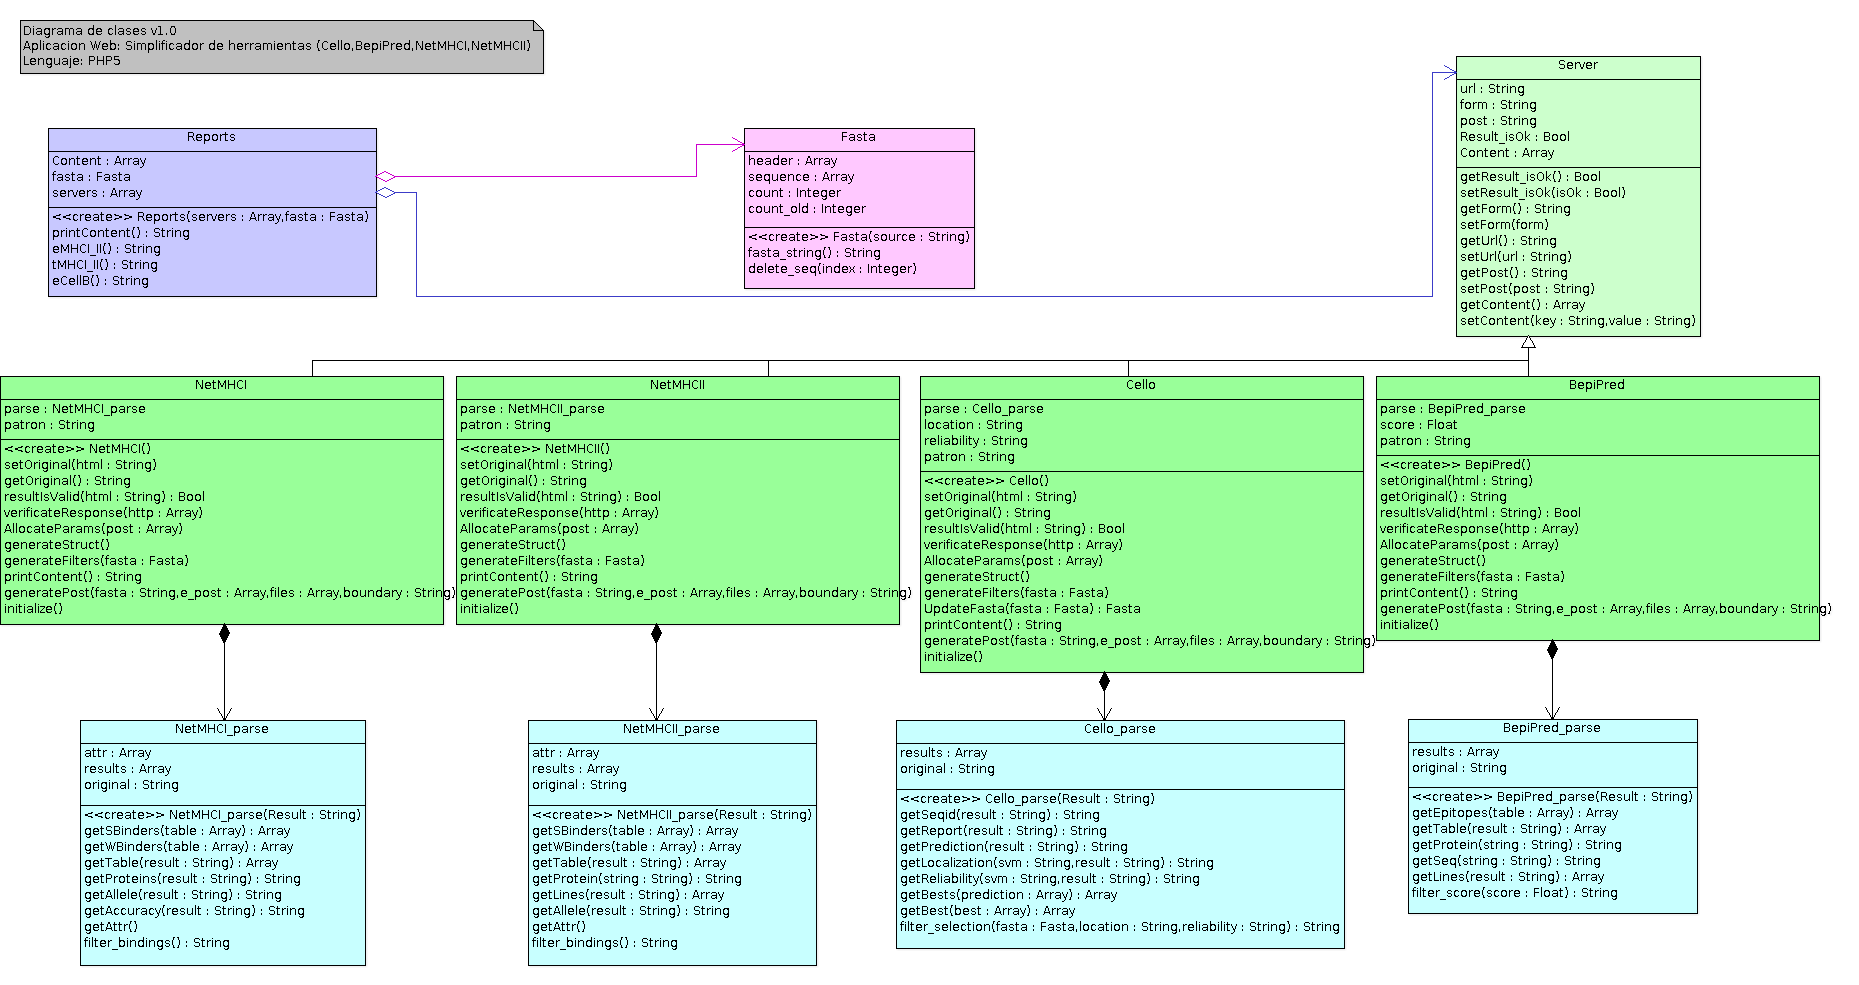 Diagrama de clases v1.0
Aplicacion Web: Simplificador de herramientas (Cello,BepiPred,NetMHCI,NetMHCII)
Lenguaje: PHP5
Reports
Content : Array
fasta : Fasta
servers : Array
<<create>> Reports(servers : Array,fasta : Fasta)
printContent() : String
eMHCI_II() : String
tMHCI_II() : String
eCellB() : String
Fasta
header : Array
sequence : Array
count : Integer
count_old : Integer
<<create>> Fasta(source : String)
fasta_string() : String
delete_seq(index : Integer)
Server
url : String
form : String
post : String
Result_isOk : Bool
Content : Array
getResult_isOk() : Bool
setResult_isOk(isOk : Bool)
getForm() : String
setForm(form)
getUrl() : String
setUrl(url : String)
getPost() : String
setPost(post : String)
getContent() : Array
setContent(key : String,value : String)
NetMHCI
parse : NetMHCI_parse
patron : String
<<create>> NetMHCI()
setOriginal(html : String)
getOriginal() : String
resultIsValid(html : String) : Bool
verificateResponse(http : Array)
AllocateParams(post : Array)
generateStruct()
generateFilters(fasta : Fasta)
printContent() : String
generatePost(fasta : String,e_post : Array,files : Array,boundary : String)
initialize()
NetMHCII
parse : NetMHCII_parse
patron : String
<<create>> NetMHCII()
setOriginal(html : String)
getOriginal() : String
resultIsValid(html : String) : Bool
verificateResponse(http : Array)
AllocateParams(post : Array)
generateStruct()
generateFilters(fasta : Fasta)
printContent() : String
generatePost(fasta : String,e_post : Array,files : Array,boundary : String)
initialize()
Cello
parse : Cello_parse
location : String
reliability : String
patron : String
<<create>> Cello()
setOriginal(html : String)
getOriginal() : String
resultIsValid(html : String) : Bool
verificateResponse(http : Array)
AllocateParams(post : Array)
generateStruct()
generateFilters(fasta : Fasta)
UpdateFasta(fasta : Fasta) : Fasta
printContent() : String
generatePost(fasta : String,e_post : Array,files : Array,boundary : String)
initialize()
BepiPred
parse : BepiPred_parse
score : Float
patron : String
<<create>> BepiPred()
setOriginal(html : String)
getOriginal() : String
resultIsValid(html : String) : Bool
verificateResponse(http : Array)
AllocateParams(post : Array)
generateStruct()
generateFilters(fasta : Fasta)
printContent() : String
generatePost(fasta : String,e_post : Array,files : Array,boundary : String)
initialize()
NetMHCI_parse
attr : Array
results : Array
original : String
<<create>> NetMHCI_parse(Result : String)
getSBinders(table : Array) : Array
getWBinders(table : Array) : Array
getTable(result : String) : Array
getProteins(result : String) : String
getAllele(result : String) : String
getAccuracy(result : String) : String
getAttr()
filter_bindings() : String
NetMHCII_parse
attr : Array
results : Array
original : String
<<create>> NetMHCII_parse(Result : String)
getSBinders(table : Array) : Array
getWBinders(table : Array) : Array
getTable(result : String) : Array
getProtein(string : String) : String
getLines(result : String) : Array
getAllele(result : String) : String
getAttr()
filter_bindings() : String
Cello_parse
results : Array
original : String
<<create>> Cello_parse(Result : String)
getSeqid(result : String) : String
getReport(result : String) : String
getPrediction(result : String) : String
getLocalization(svm : String,result : String) : String
getReliability(svm : String,result : String) : String
getBests(prediction : Array) : Array
getBest(best : Array) : Array
filter_selection(fasta : Fasta,location : String,reliability : String) : String
BepiPred_parse
results : Array
original : String
<<create>> BepiPred_parse(Result : String)
getEpitopes(table : Array) : Array
getTable(result : String) : Array
getProtein(string : String) : String
getSeq(string : String) : String
getLines(result : String) : Array
filter_score(score : Float) : String